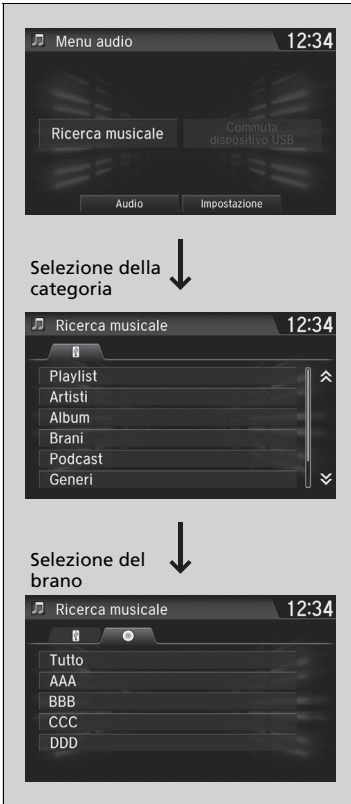 Menu audio 12:34
Ricerca musicale
Commuta
dispositivo USB
Audio Impostazione
Selezione della
categoria
Ricerca musicale 12:34
Playlist
Artisti
Album
Brani
Podcast
Generi
Selezione del
brano
Ricerca musicale 12:34
Tutto
AAA
BBB
CCC
DDD